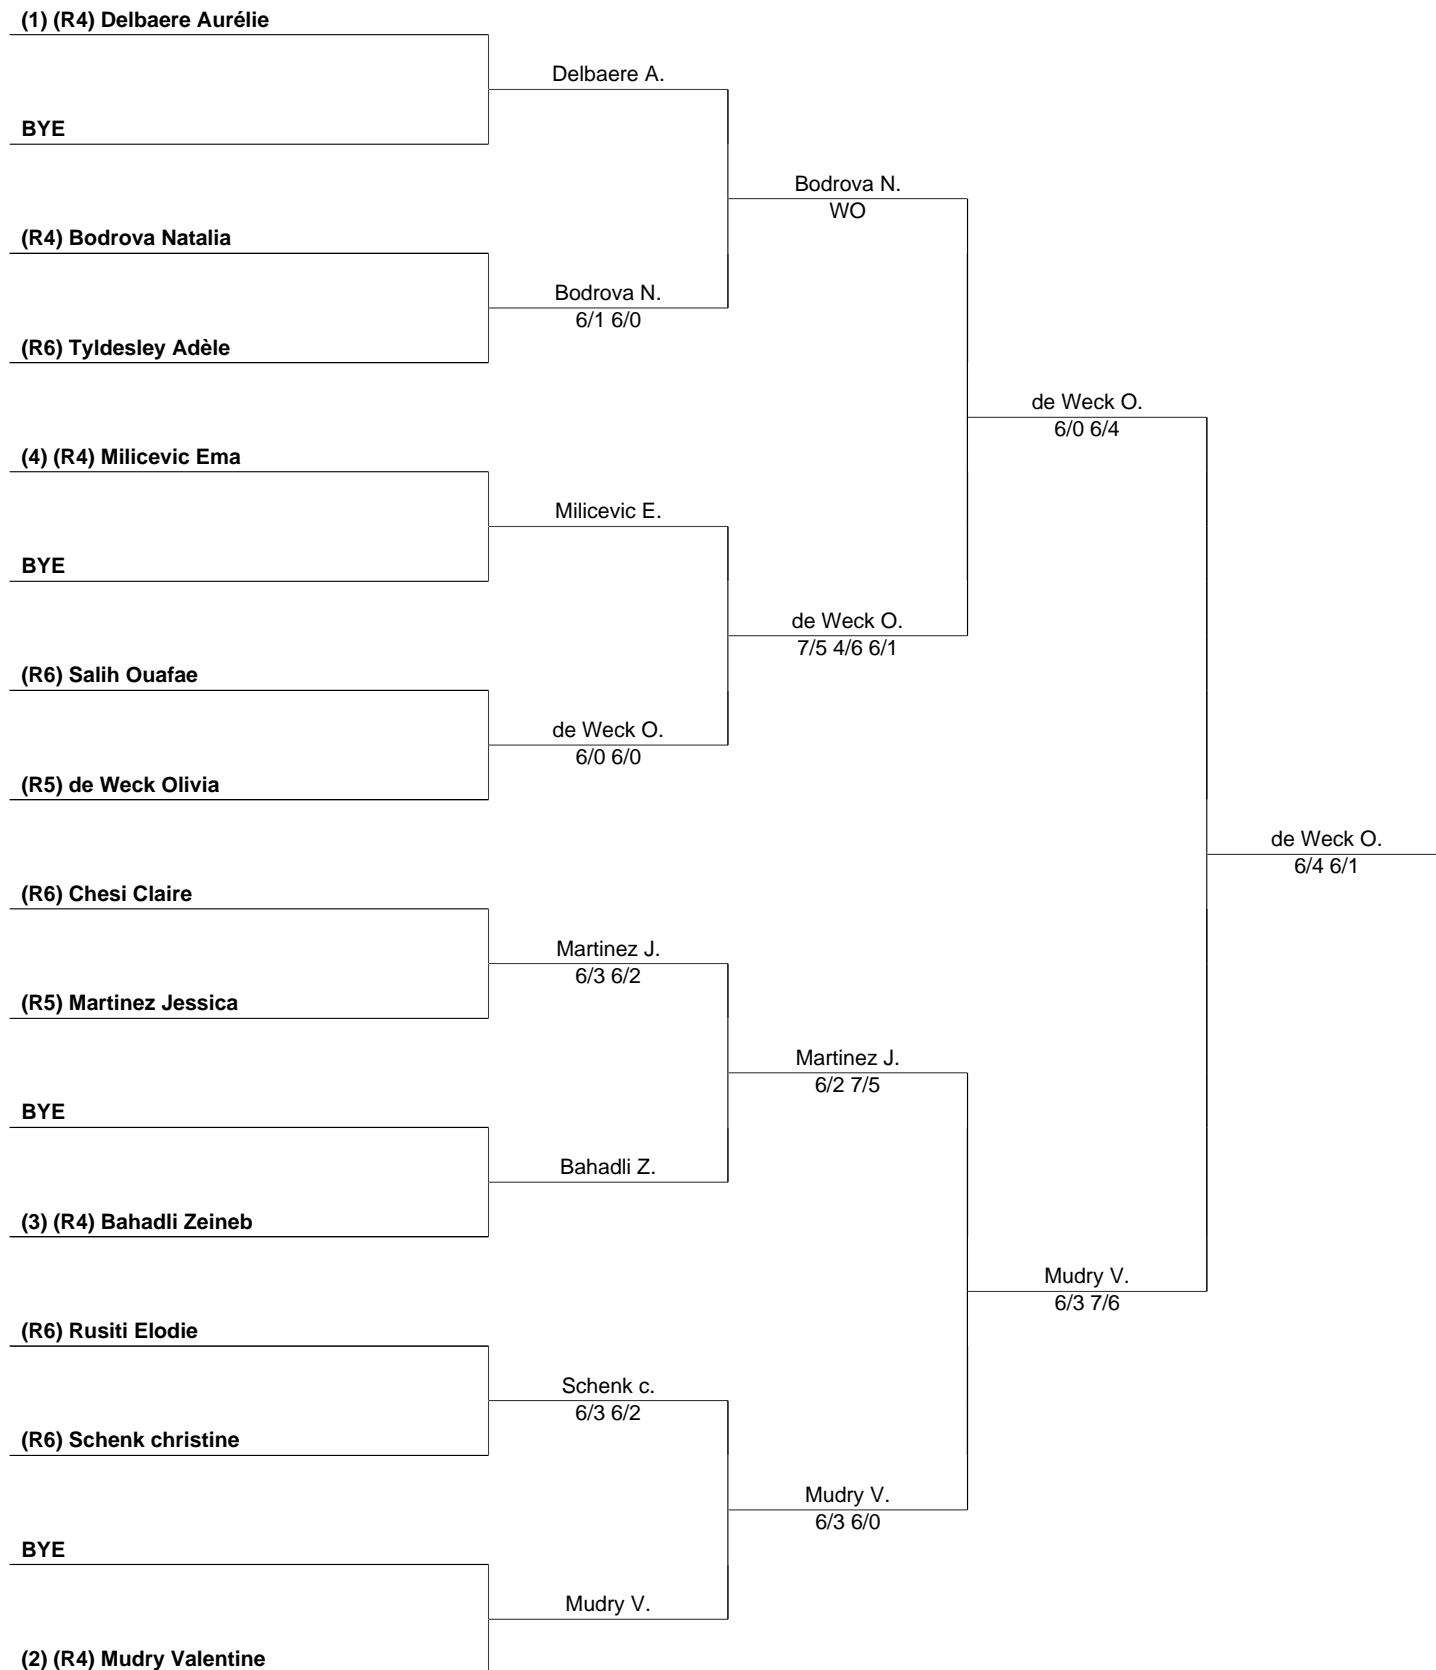 (1) (R4) Delbaere Aurélie
Delbaere A.
BYE
Bodrova N.
WO
(R4) Bodrova Natalia
Bodrova N.
6/1 6/0
(R6) Tyldesley Adèle
de Weck O.
6/0 6/4
(4) (R4) Milicevic Ema
Milicevic E.
BYE
de Weck O.
7/5 4/6 6/1
(R6) Salih Ouafae
de Weck O.
6/0 6/0
(R5) de Weck Olivia
de Weck O.
6/4 6/1
(R6) Chesi Claire
Martinez J.
6/3 6/2
(R5) Martinez Jessica
Martinez J.
6/2 7/5
BYE
Bahadli Z.
(3) (R4) Bahadli Zeineb
Mudry V.
6/3 7/6
(R6) Rusiti Elodie
Schenk c.
6/3 6/2
(R6) Schenk christine
Mudry V.
6/3 6/0
BYE
Mudry V.
(2) (R4) Mudry Valentine